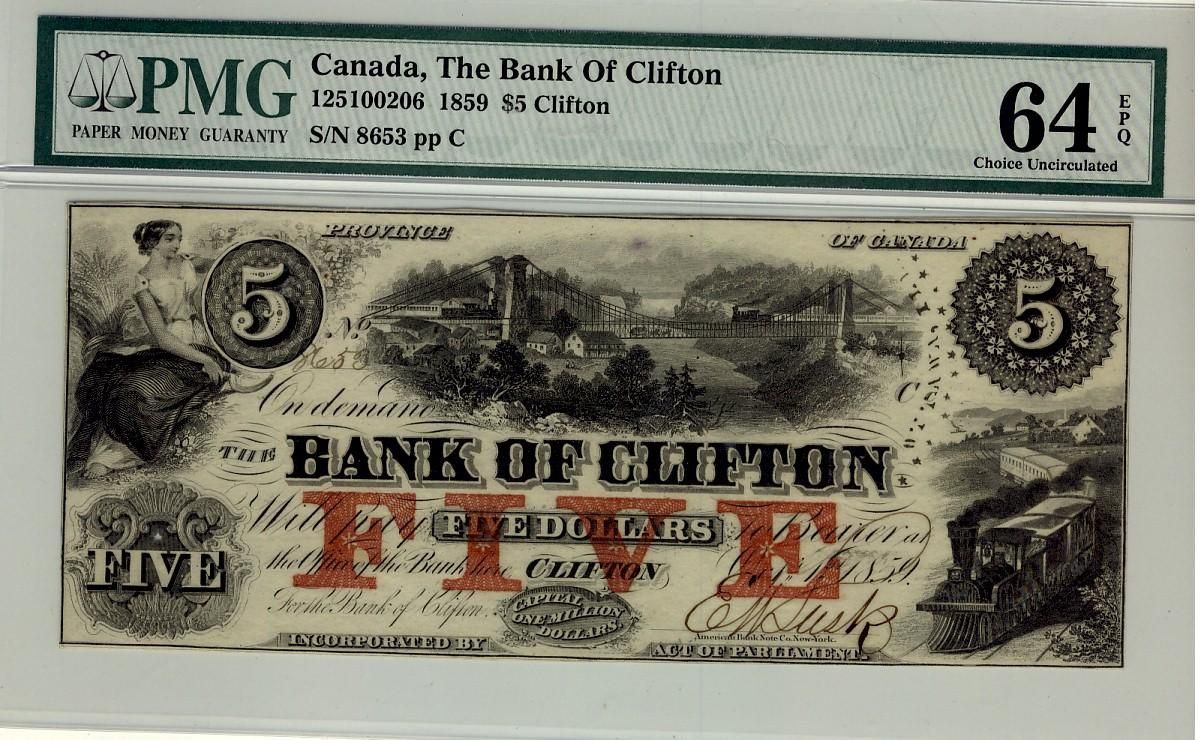 PMG
PAPER MONEY GUARANTY
Canada, The Bank Of Clifton
125100206 1859 $5 Clifton
S/N 8653 pp C
64 EPQ
Choice Uncirculated
PROVINCE OF CANADA
5 5
No 8653
C
On demand
THE BANK OF CLIFTON
FIVE
Will pay FIVE DOLLARS to Bearer at
FIVE
the Office of the Bank here CLIFTON 1859.
For the Bank of Clifton.
CAPITAL
ONE MILLION
DOLLARS.
American Bank Note Co. New-York.
INCORPORATED BY ACT OF PARLIAMENT.